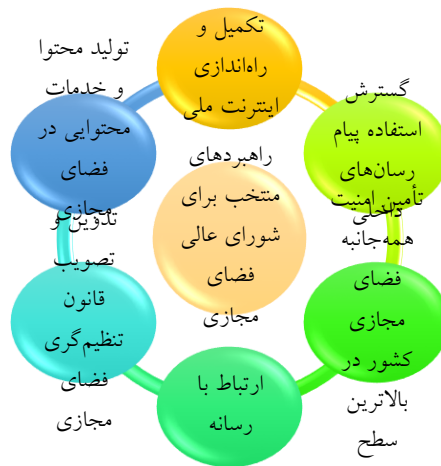 تکمیل و
راه‌اندازی
اینترنت ملی
گسترش
استفاده پیام
رسان‌های
داخلی
تأمین امنیت
همه‌جانبه
فضای
مجازی
کشور در
بالاترین
سطح
ارتباط با
رسانه
تدوین و
تصویب
قانون
تنظیم‌گری
فضای
مجازی
تولید محتوا
و خدمات
محتوایی در
فضای
مجازی
راهبردهای
منتخب برای
شورای عالی
فضای
مجازی